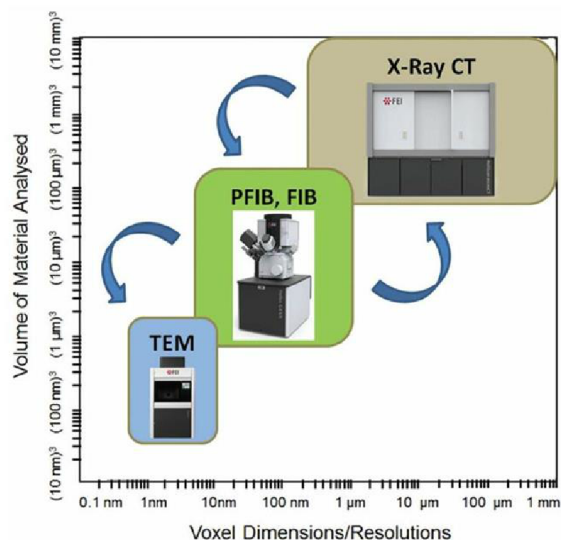 X-Ray CT
FEI
PFIB, FIB
TEM
FEI
Volume of Material Analysed
(10 mm)³
(1 mm)³
(100 µm)³
(10 µm)³
(1 µm)³
(100 nm)³
(10 nm)³
0.1 nm 1nm 10nm 100 nm 1 µm 10 µm 100 µm 1 mm
Voxel Dimensions/Resolutions